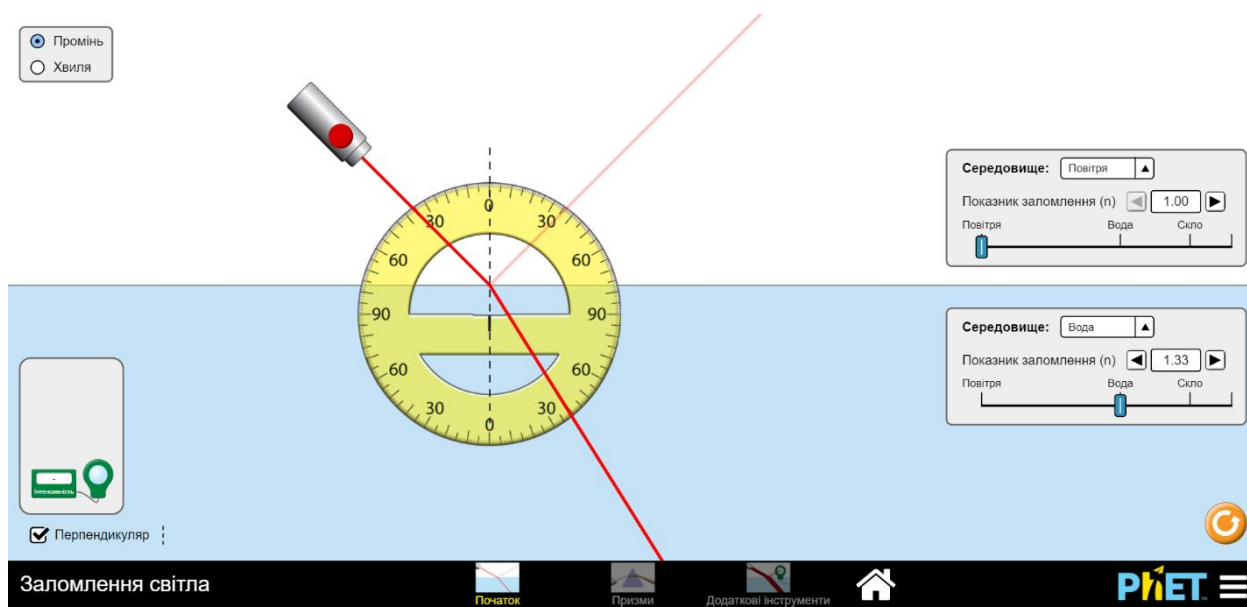 Промінь
Хвиля
Середовище: Повітря
Показник заломлення (n) 1.00
Повітря Вода Скло
0
30 30
60 60
90 90
60 60
30 30
0
Середовище: Вода
Показник заломлення (n) 1.33
Повітря Вода Скло
-
Інтенсивність
Перпендикуляр
Заломлення світла
Початок
Призми
Додаткові інструменти
PhET